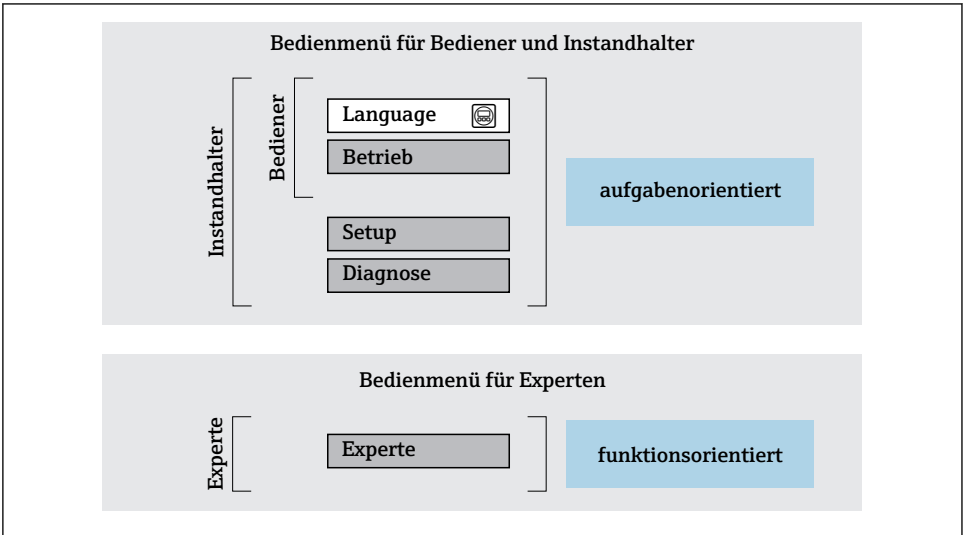 Bedienmenü für Bediener und Instandhalter
Instandhalter
Bediener
Language
Betrieb
Setup
Diagnose
aufgabenorientiert
Bedienmenü für Experten
Experte
Experte
funktionsorientiert